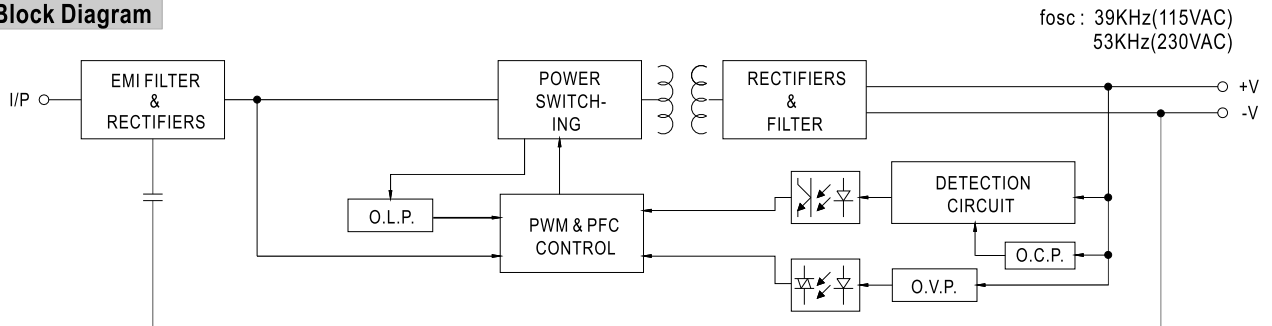 Block Diagram
fosc : 39KHz(115VAC)
53KHz(230VAC)
I/P
EMI FILTER
&
RECTIFIERS
POWER
SWITCH-
ING
RECTIFIERS
&
FILTER
+V
-V
O.L.P.
PWM & PFC
CONTROL
DETECTION
CIRCUIT
O.C.P.
O.V.P.